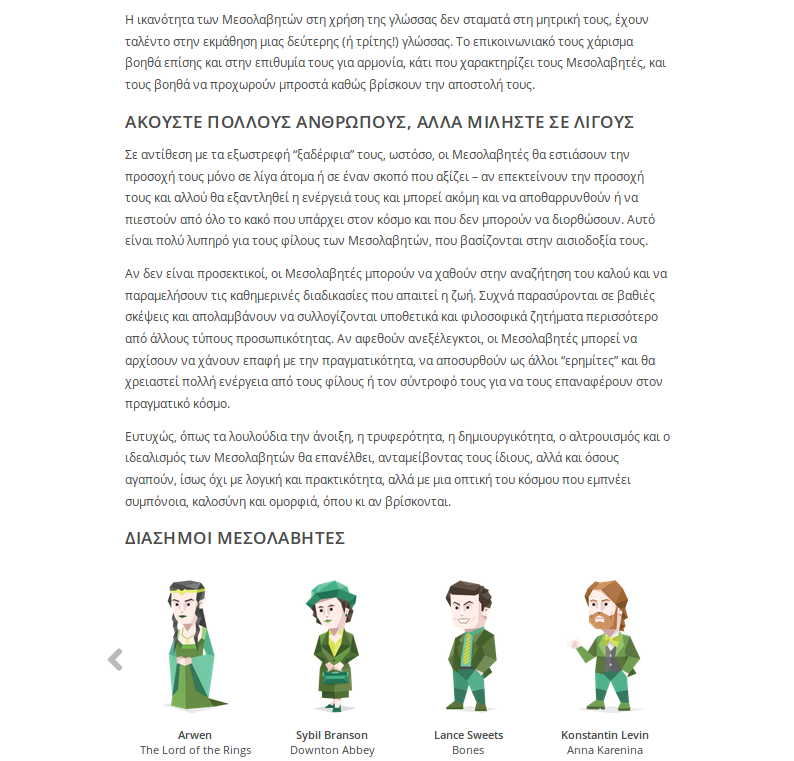 Η ικανότητα των Μεσολαβητών στη χρήση της γλώσσας δεν σταματά στη μητρική τους, έχουν
ταλέντο στην εκμάθηση μιας δεύτερης (ή τρίτης!) γλώσσας. Το επικοινωνιακό τους χάρισμα
βοηθά επίσης και στην επιθυμία τους για αρμονία, κάτι που χαρακτηρίζει τους Μεσολαβητές, και
τους βοηθά να προχωρούν μπροστά καθώς βρίσκουν την αποστολή τους.
ΑΚΟΥΣΤΕ ΠΟΛΛΟΥΣ ΑΝΘΡΩΠΟΥΣ, ΑΛΛΑ ΜΙΛΗΣΤΕ ΣΕ ΛΙΓΟΥΣ
Σε αντίθεση με τα εξωστρεφή “ξαδέρφια” τους, ωστόσο, οι Μεσολαβητές θα εστιάσουν την
προσοχή τους μόνο σε λίγα άτομα ή σε έναν σκοπό που αξίζει – αν επεκτείνουν την προσοχή
τους και αλλού θα εξαντληθεί η ενέργειά τους και μπορεί ακόμη και να αποθαρρυνθούν ή να
πιεστούν από όλο το κακό που υπάρχει στον κόσμο και που δεν μπορούν να διορθώσουν. Αυτό
είναι πολύ λυπηρό για τους φίλους των Μεσολαβητών, που βασίζονται στην αισιοδοξία τους.
Αν δεν είναι προσεκτικοί, οι Μεσολαβητές μπορούν να χαθούν στην αναζήτηση του καλού και να
παραμελήσουν τις καθημερινές διαδικασίες που απαιτεί η ζωή. Συχνά παρασύρονται σε βαθιές
σκέψεις και απολαμβάνουν να συλλογίζονται υποθετικά και φιλοσοφικά ζητήματα περισσότερο
από άλλους τύπους προσωπικότητας. Αν αφεθούν ανεξέλεγκτοι, οι Μεσολαβητές μπορεί να
αρχίσουν να χάνουν επαφή με την πραγματικότητα, να αποσυρθούν ως άλλοι “ερημίτες” και θα
χρειαστεί πολλή ενέργεια από τους φίλους ή τον σύντροφό τους για να τους επαναφέρουν στον
πραγματικό κόσμο.
Ευτυχώς, όπως τα λουλούδια την άνοιξη, η τρυφερότητα, η δημιουργικότητα, ο αλτρουισμός και ο
ιδεαλισμός των Μεσολαβητών θα επανέλθει, ανταμείβοντας τους ίδιους, αλλά και όσους
αγαπούν, ίσως όχι με λογική και πρακτικότητα, αλλά με μια οπτική του κόσμου που εμπνέει
συμπόνοια, καλοσύνη και ομορφιά, όπου κι αν βρίσκονται.
ΔΙΑΣΗΜΟΙ ΜΕΣΟΛΑΒΗΤΕΣ
Arwen
The Lord of the Rings
Sybil Branson
Downton Abbey
Lance Sweets
Bones
Konstantin Levin
Anna Karenina